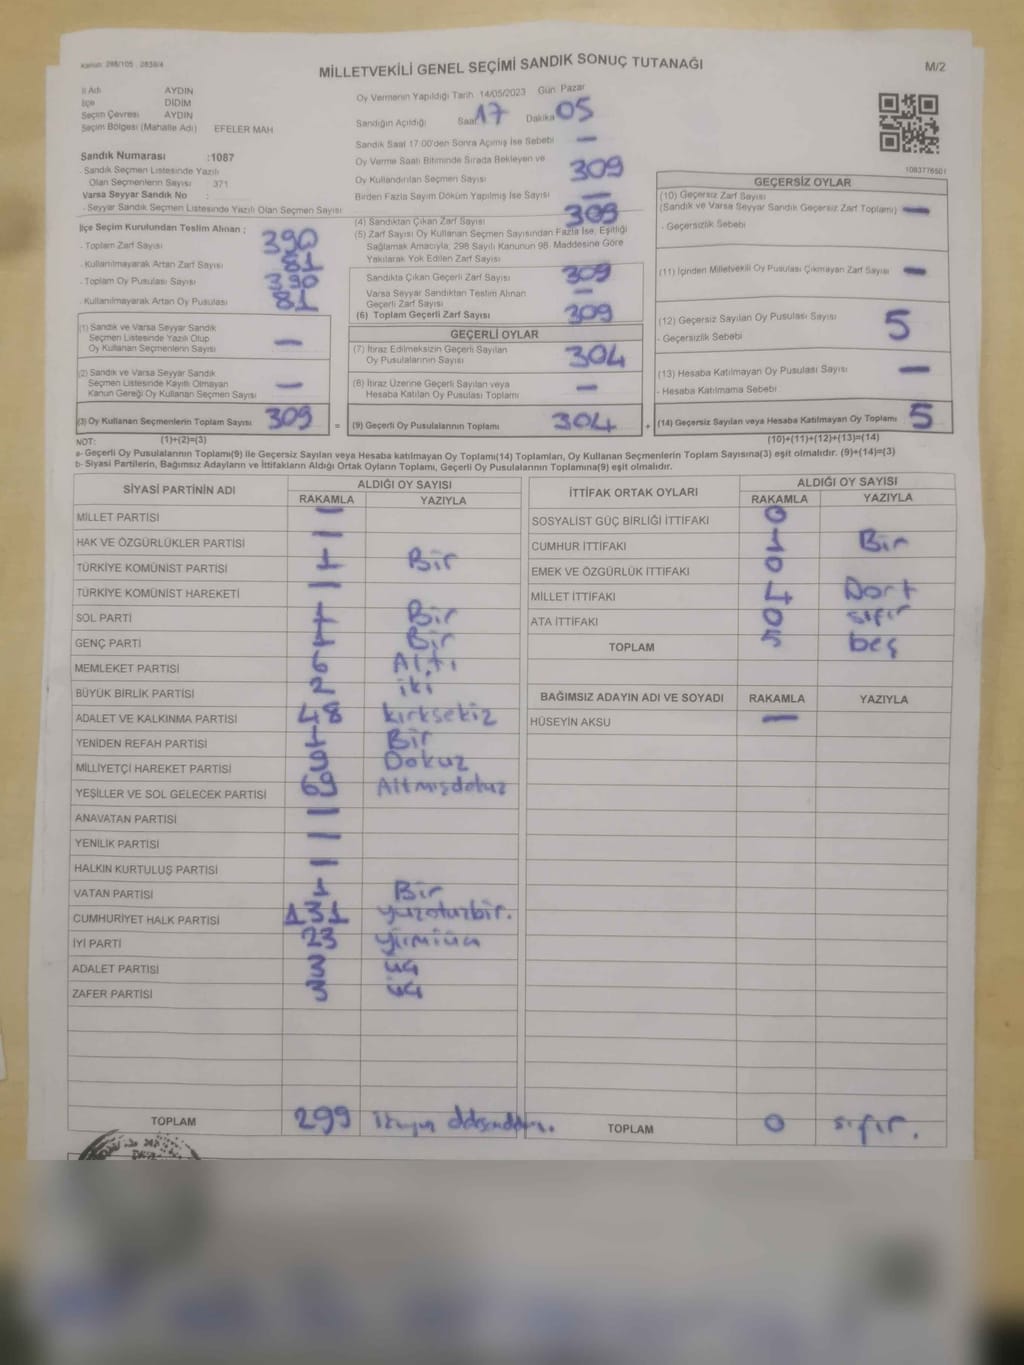 Kanun: 298/105 , 2839/4
MİLLETVEKİLİ GENEL SEÇİMİ SANDIK SONUÇ TUTANAĞI
M/2
İl Adı AYDIN
İlçe DİDİM
Seçim Çevresi AYDIN
Seçim Bölgesi (Mahalle Adı) EFELER MAH
Sandık Numarası :1087
- Sandık Seçmen Listesinde Yazılı
Olan Seçmenlerin Sayısı : 371
Varsa Seyyar Sandık No :
- Seyyar Sandık Seçmen Listesinde Yazılı Olan Seçmen Sayısı
İlçe Seçim Kurulundan Teslim Alınan ;
- Toplam Zarf Sayısı 390
- Kullanılmayarak Artan Zarf Sayısı 81
- Toplam Oy Pusulası Sayısı 390
- Kullanılmayarak Artan Oy Pusulası 81
(1) Sandık ve Varsa Seyyar Sandık
Seçmen Listesinde Yazılı Olup
Oy Kullanan Seçmenlerin Sayısı —
(2) Sandık ve Varsa Seyyar Sandık
Seçmen Listesinde Kayıtlı Olmayan
Kanun Gereği Oy Kullanan Seçmen Sayısı —
(3) Oy Kullanan Seçmenlerin Toplam Sayısı 309
Oy Vermenin Yapıldığı Tarih 14/05/2023 Gün Pazar
Sandığın Açıldığı Saat 17 Dakika 05
Sandık Saat 17:00'den Sonra Açılmış İse Sebebi —
Oy Verme Saati Bitiminde Sırada Bekleyen ve
Oy Kullandırılan Seçmen Sayısı 309
Birden Fazla Sayım Döküm Yapılmış İse Sayısı —
(4) Sandıktan Çıkan Zarf Sayısı 309
(5) Zarf Sayısı Oy Kullanan Seçmen Sayısından Fazla İse, Eşitliği
Sağlamak Amacıyla, 298 Sayılı Kanunun 98. Maddesine Göre
Yakılarak Yok Edilen Zarf Sayısı
Sandıkta Çıkan Geçerli Zarf Sayısı 309
Varsa Seyyar Sandıktan Teslim Alınan
Geçerli Zarf Sayısı —
(6) Toplam Geçerli Zarf Sayısı 309
GEÇERLİ OYLAR
(7) İtiraz Edilmeksizin Geçerli Sayılan
Oy Pusulalarının Sayısı 304
(8) İtiraz Üzerine Geçerli Sayılan veya
Hesaba Katılan Oy Pusulası Toplamı —
= (9) Geçerli Oy Pusulalarının Toplamı 304
1083776501
GEÇERSİZ OYLAR
(10) Geçersiz Zarf Sayısı
(Sandık ve Varsa Seyyar Sandık Geçersiz Zarf Toplamı) —
- Geçersizlik Sebebi
(11) İçinden Milletvekili Oy Pusulası Çıkmayan Zarf Sayısı —
(12) Geçersiz Sayılan Oy Pusulası Sayısı 5
- Geçersizlik Sebebi
(13) Hesaba Katılmayan Oy Pusulası Sayısı —
- Hesaba Katılmama Sebebi
+ (14) Geçersiz Sayılan veya Hesaba Katılmayan Oy Toplamı 5
NOT: (1)+(2)=(3) (10)+(11)+(12)+(13)=(14)
a- Geçerli Oy Pusulalarının Toplamı(9) ile Geçersiz Sayılan veya Hesaba katılmayan Oy Toplamı(14) Toplamları, Oy Kullanan Seçmenlerin Toplam Sayısına(3) eşit olmalıdır. (9)+(14)=(3)
b- Siyasi Partilerin, Bağımsız Adayların ve İttifakların Aldığı Ortak Oyların Toplamı, Geçerli Oy Pusulalarının Toplamına(9) eşit olmalıdır.
SİYASİ PARTİNİN ADI ALDIĞI OY SAYISI
RAKAMLA YAZIYLA
MİLLET PARTİSİ —
HAK VE ÖZGÜRLÜKLER PARTİSİ —
TÜRKİYE KOMÜNİST PARTİSİ 1 Bir
TÜRKİYE KOMÜNİST HAREKETİ —
SOL PARTİ 1 Bir
GENÇ PARTİ 1 Bir
MEMLEKET PARTİSİ 6 Altı
BÜYÜK BİRLİK PARTİSİ 2 iki
ADALET VE KALKINMA PARTİSİ 48 kırksekiz
YENİDEN REFAH PARTİSİ 1 Bir
MİLLİYETÇİ HAREKET PARTİSİ 9 Dokuz
YEŞİLLER VE SOL GELECEK PARTİSİ 69 Altmışdokuz
ANAVATAN PARTİSİ —
YENİLİK PARTİSİ —
HALKIN KURTULUŞ PARTİSİ —
VATAN PARTİSİ 1 Bir
CUMHURİYET HALK PARTİSİ 131 yüzotuzbir.
İYİ PARTİ 23 yirmiüç
ADALET PARTİSİ 3 üç
ZAFER PARTİSİ 3 üç
TOPLAM 299
İTTİFAK ORTAK OYLARI ALDIĞI OY SAYISI
RAKAMLA YAZIYLA
SOSYALİST GÜÇ BİRLİĞİ İTTİFAKI 0
CUMHUR İTTİFAKI 1 Bir
EMEK VE ÖZGÜRLÜK İTTİFAKI 0
MİLLET İTTİFAKI 4 Dört
ATA İTTİFAKI 0 sıfır
TOPLAM 5 beş
BAĞIMSIZ ADAYIN ADI VE SOYADI RAKAMLA YAZIYLA
HÜSEYİN AKSU —
TOPLAM 0 sıfır.